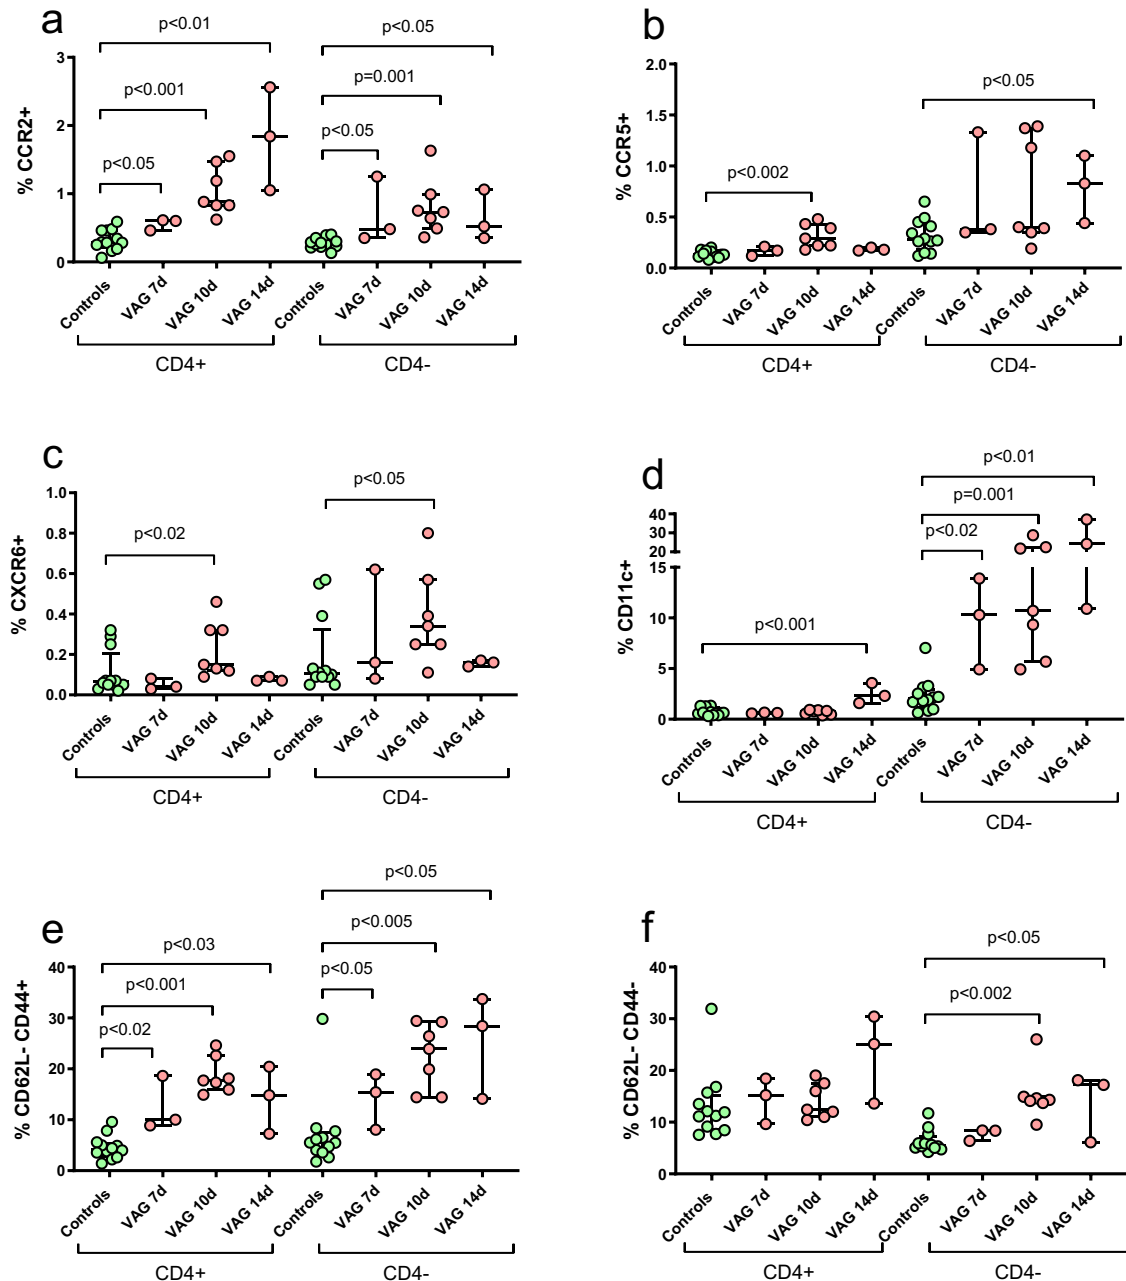 a
p<0.01
p<0.05
p<0.001
p=0.001
p<0.05
p<0.05
% CCR2+
3
2
1
0
Controls
VAG 7d
VAG 10d
VAG 14d
Controls
VAG 7d
VAG 10d
VAG 14d
CD4+
CD4-
b
p<0.05
p<0.002
% CCR5+
2.0
1.5
1.0
0.5
0.0
Controls
VAG 7d
VAG 10d
VAG 14d
Controls
VAG 7d
VAG 10d
VAG 14d
CD4+
CD4-
c
p<0.05
p<0.02
% CXCR6+
1.0
0.8
0.6
0.4
0.2
0.0
Controls
VAG 7d
VAG 10d
VAG 14d
Controls
VAG 7d
VAG 10d
VAG 14d
CD4+
CD4-
d
p<0.01
p=0.001
p<0.02
p<0.001
% CD11c+
40
30
20
15
10
5
0
Controls
VAG 7d
VAG 10d
VAG 14d
Controls
VAG 7d
VAG 10d
VAG 14d
CD4+
CD4-
e
p<0.05
p<0.005
p<0.03
p<0.05
p<0.001
p<0.02
% CD62L- CD44+
40
30
20
10
0
Controls
VAG 7d
VAG 10d
VAG 14d
Controls
VAG 7d
VAG 10d
VAG 14d
CD4+
CD4-
f
p<0.05
p<0.002
% CD62L- CD44-
40
30
20
10
0
Controls
VAG 7d
VAG 10d
VAG 14d
Controls
VAG 7d
VAG 10d
VAG 14d
CD4+
CD4-